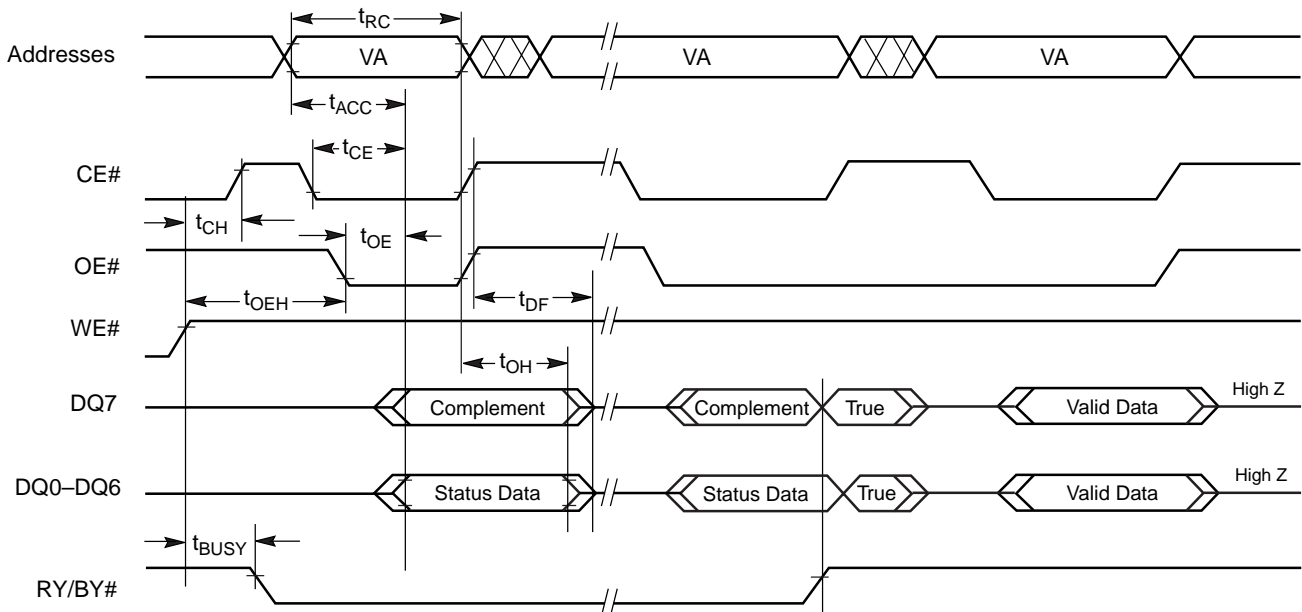 tRC
Addresses VA VA VA
tACC
tCE
CE#
tCH tOE
OE#
tOEH tDF
WE#
tOH
DQ7 Complement Complement True Valid Data High Z
DQ0–DQ6 Status Data Status Data True Valid Data High Z
tBUSY
RY/BY#